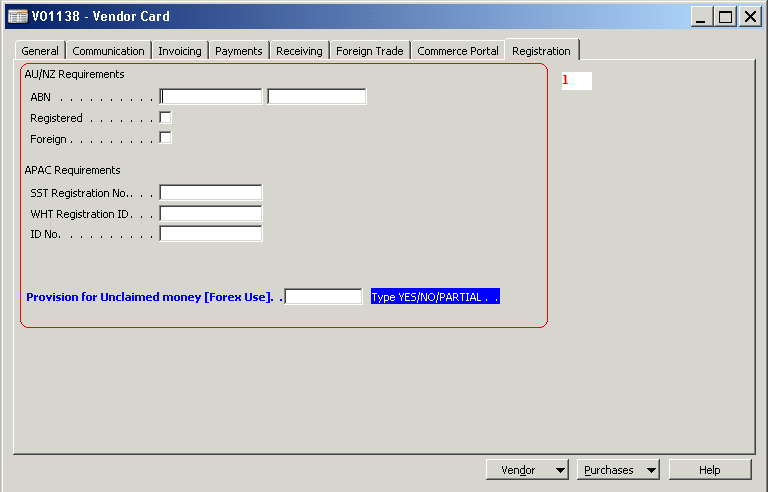 V01138 - Vendor Card
General Communication Invoicing Payments Receiving Foreign Trade Commerce Portal Registration
AU/NZ Requirements
1
ABN . . . . . . . . . .
Registered . . . . . . .
Foreign . . . . . . . . .
APAC Requirements
SST Registration No. . . .
WHT Registration ID . . .
ID No. . . . . . . . . .
Provision for Unclaimed money [Forex Use]. . Type YES/NO/PARTIAL . .
Vendor Purchases Help